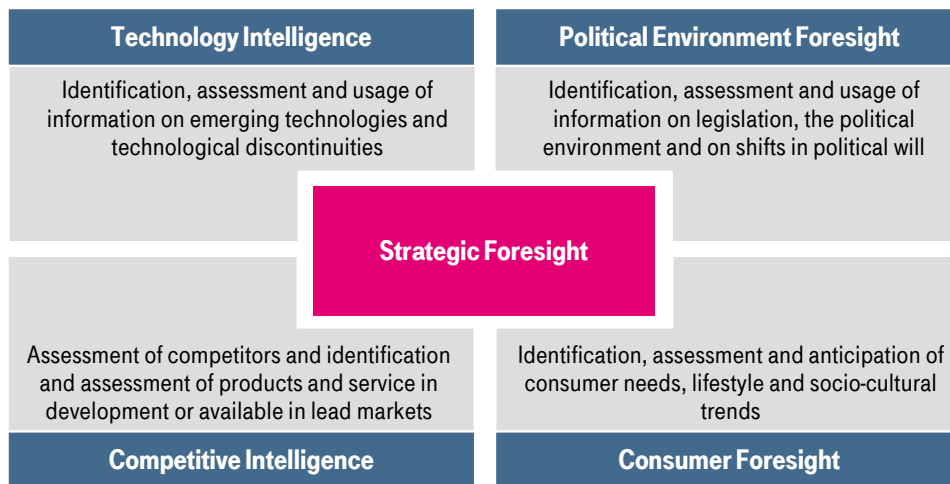 Technology Intelligence
Identification, assessment and usage of
information on emerging technologies and
technological discontinuities
Political Environment Foresight
Identification, assessment and usage of
information on legislation, the political
environment and on shifts in political will
Strategic Foresight
Assessment of competitors and identification
and assessment of products and service in
development or available in lead markets
Competitive Intelligence
Identification, assessment and anticipation of
consumer needs, lifestyle and socio-cultural
trends
Consumer Foresight